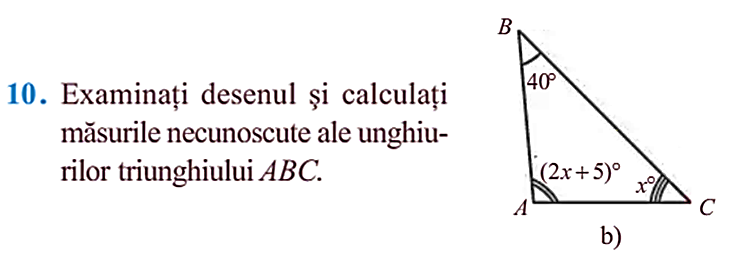 10. Examinați desenul și calculați
măsurile necunoscute ale unghiu-
rilor triunghiului ABC.
B
40°
(2x+5)°
x°
A
C
b)